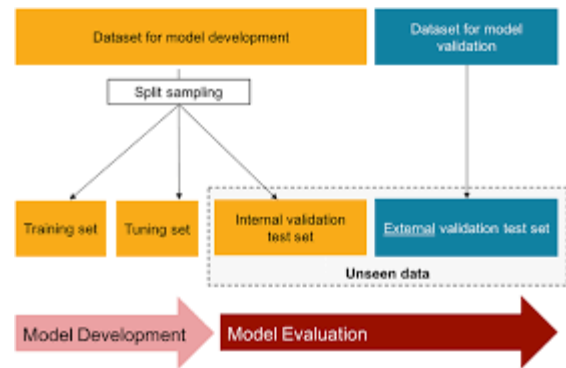 Dataset for model development
Dataset for model
validation
Split sampling
Training set
Tuning set
Internal validation
test set
External validation test set
Unseen data
Model Development
Model Evaluation